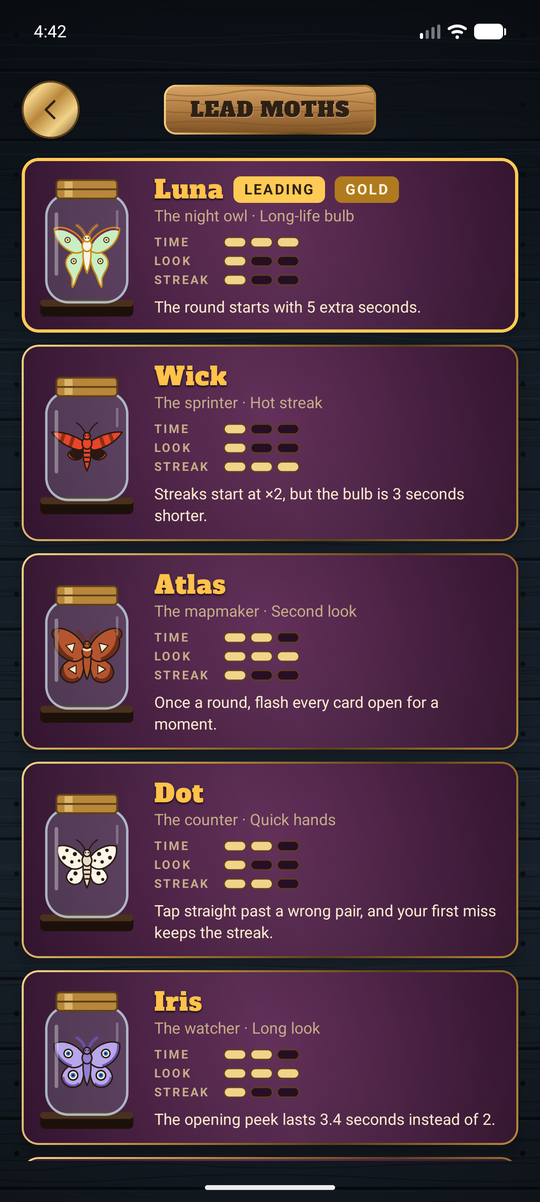 4:42
LEAD MOTHS
Luna LEADING GOLD
The night owl · Long-life bulb
TIME
LOOK
STREAK
The round starts with 5 extra seconds.
Wick
The sprinter · Hot streak
TIME
LOOK
STREAK
Streaks start at ×2, but the bulb is 3 seconds
shorter.
Atlas
The mapmaker · Second look
TIME
LOOK
STREAK
Once a round, flash every card open for a
moment.
Dot
The counter · Quick hands
TIME
LOOK
STREAK
Tap straight past a wrong pair, and your first miss
keeps the streak.
Iris
The watcher · Long look
TIME
LOOK
STREAK
The opening peek lasts 3.4 seconds instead of 2.